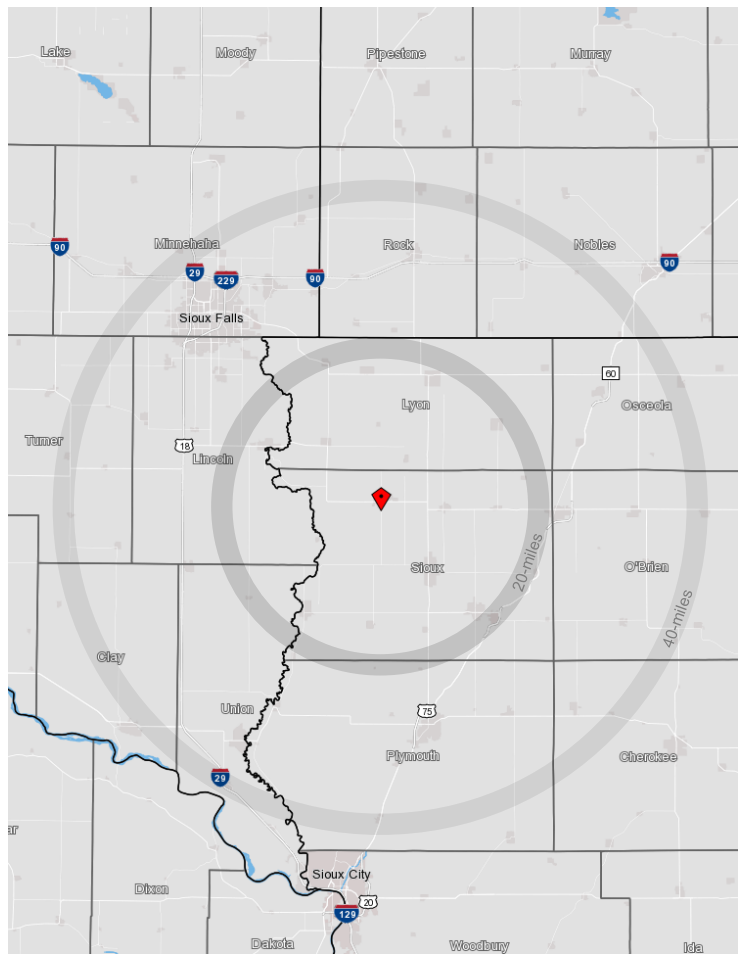 Lake
Moody
Pipestone
Murray
Minnehaha
Rock
Nobles
90
29
229
90
90
Sioux Falls
60
Lyon
Osceola
Turner
18
Lincoln
Sioux
20-miles
O'Brien
40-miles
Clay
Union
75
Plymouth
Cherokee
29
ar
Sioux City
Dixon
20
129
Dakota
Woodbury
Ida